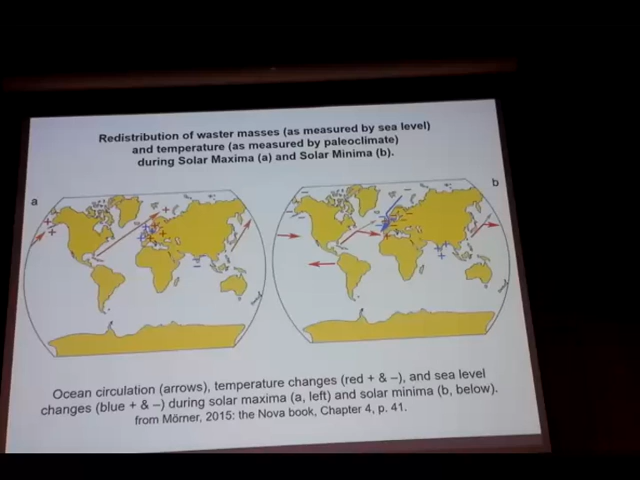 Redistribution of waster masses (as measured by sea level)
and temperature (as measured by paleoclimate)
during Solar Maxima (a) and Solar Minima (b).
a
b
Ocean circulation (arrows), temperature changes (red + & –), and sea level
changes (blue + & –) during solar maxima (a, left) and solar minima (b, below).
from Mörner, 2015: the Nova book, Chapter 4, p. 41.